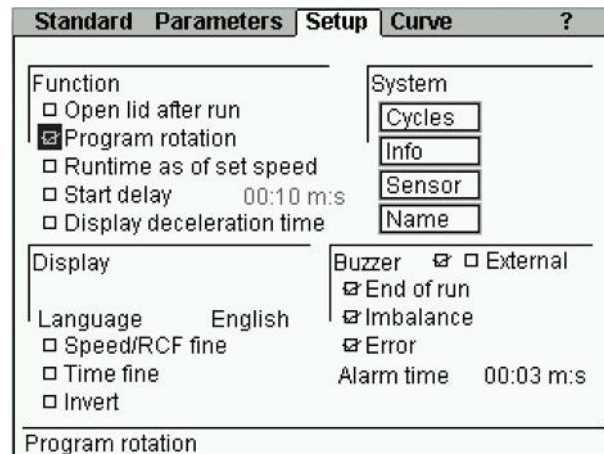 Standard Parameters Setup Curve ?
Function
Open lid after run
Program rotation
Runtime as of set speed
Start delay 00:10 m:s
Display deceleration time
System
Cycles
Info
Sensor
Name
Display
Language English
Speed/RCF fine
Time fine
Invert
Buzzer External
End of run
Imbalance
Error
Alarm time 00:03 m:s
Program rotation